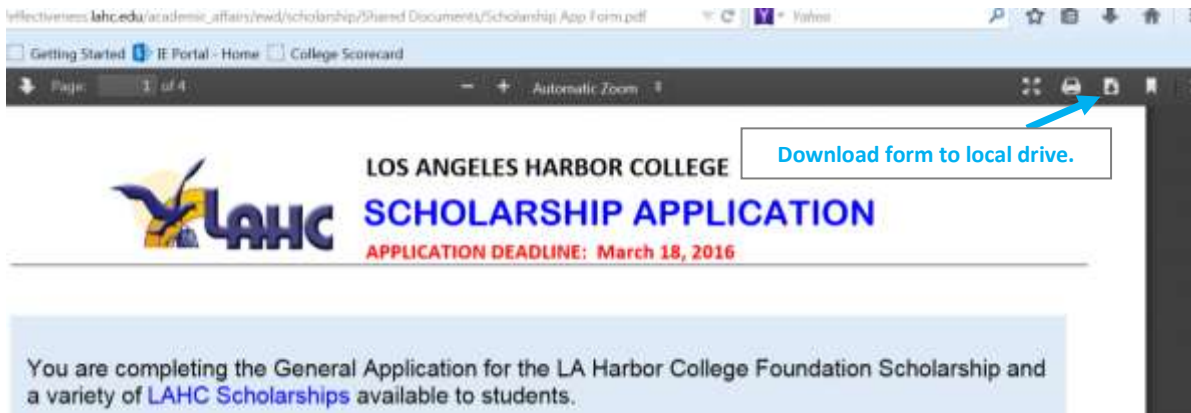 effectiveness.lahc.edu/academic_affairs/ewd/scholarship/Shared Documents/Scholarship App Form.pdf Yahoo
Getting Started IE Portal - Home College Scorecard
Page: 1 of 4 − + Automatic Zoom
Download form to local drive.
LOS ANGELES HARBOR COLLEGE
LAHC
SCHOLARSHIP APPLICATION
APPLICATION DEADLINE: March 18, 2016
You are completing the General Application for the LA Harbor College Foundation Scholarship and
a variety of LAHC Scholarships available to students.